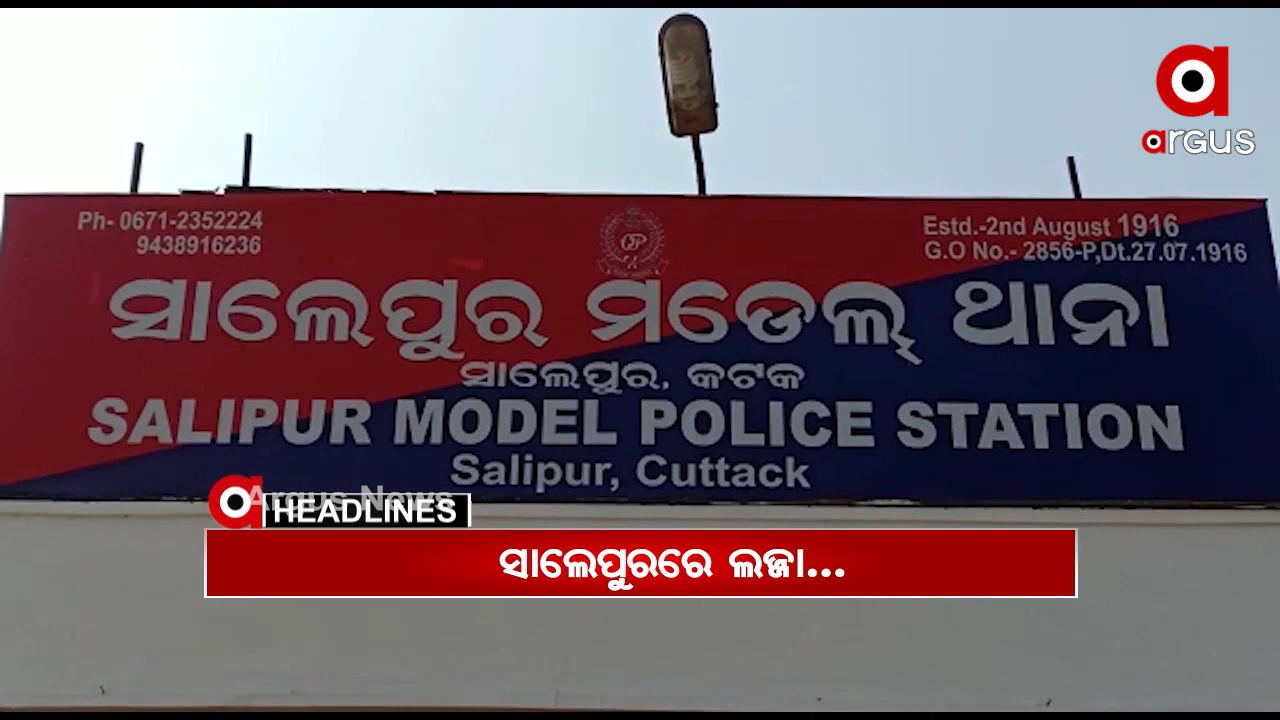 argus
Ph- 0671-2352224
9438916236
Estd.-2nd August 1916
G.O No.- 2856-P,Dt.27.07.1916
ସାଲେପୁର ମଡେଲ୍ ଥାନା
ସାଲେପୁର, କଟକ
SALIPUR MODEL POLICE STATION
Salipur, Cuttack
Argus News
HEADLINES
ସାଲେପୁରରେ ଲଜ୍ଜା...